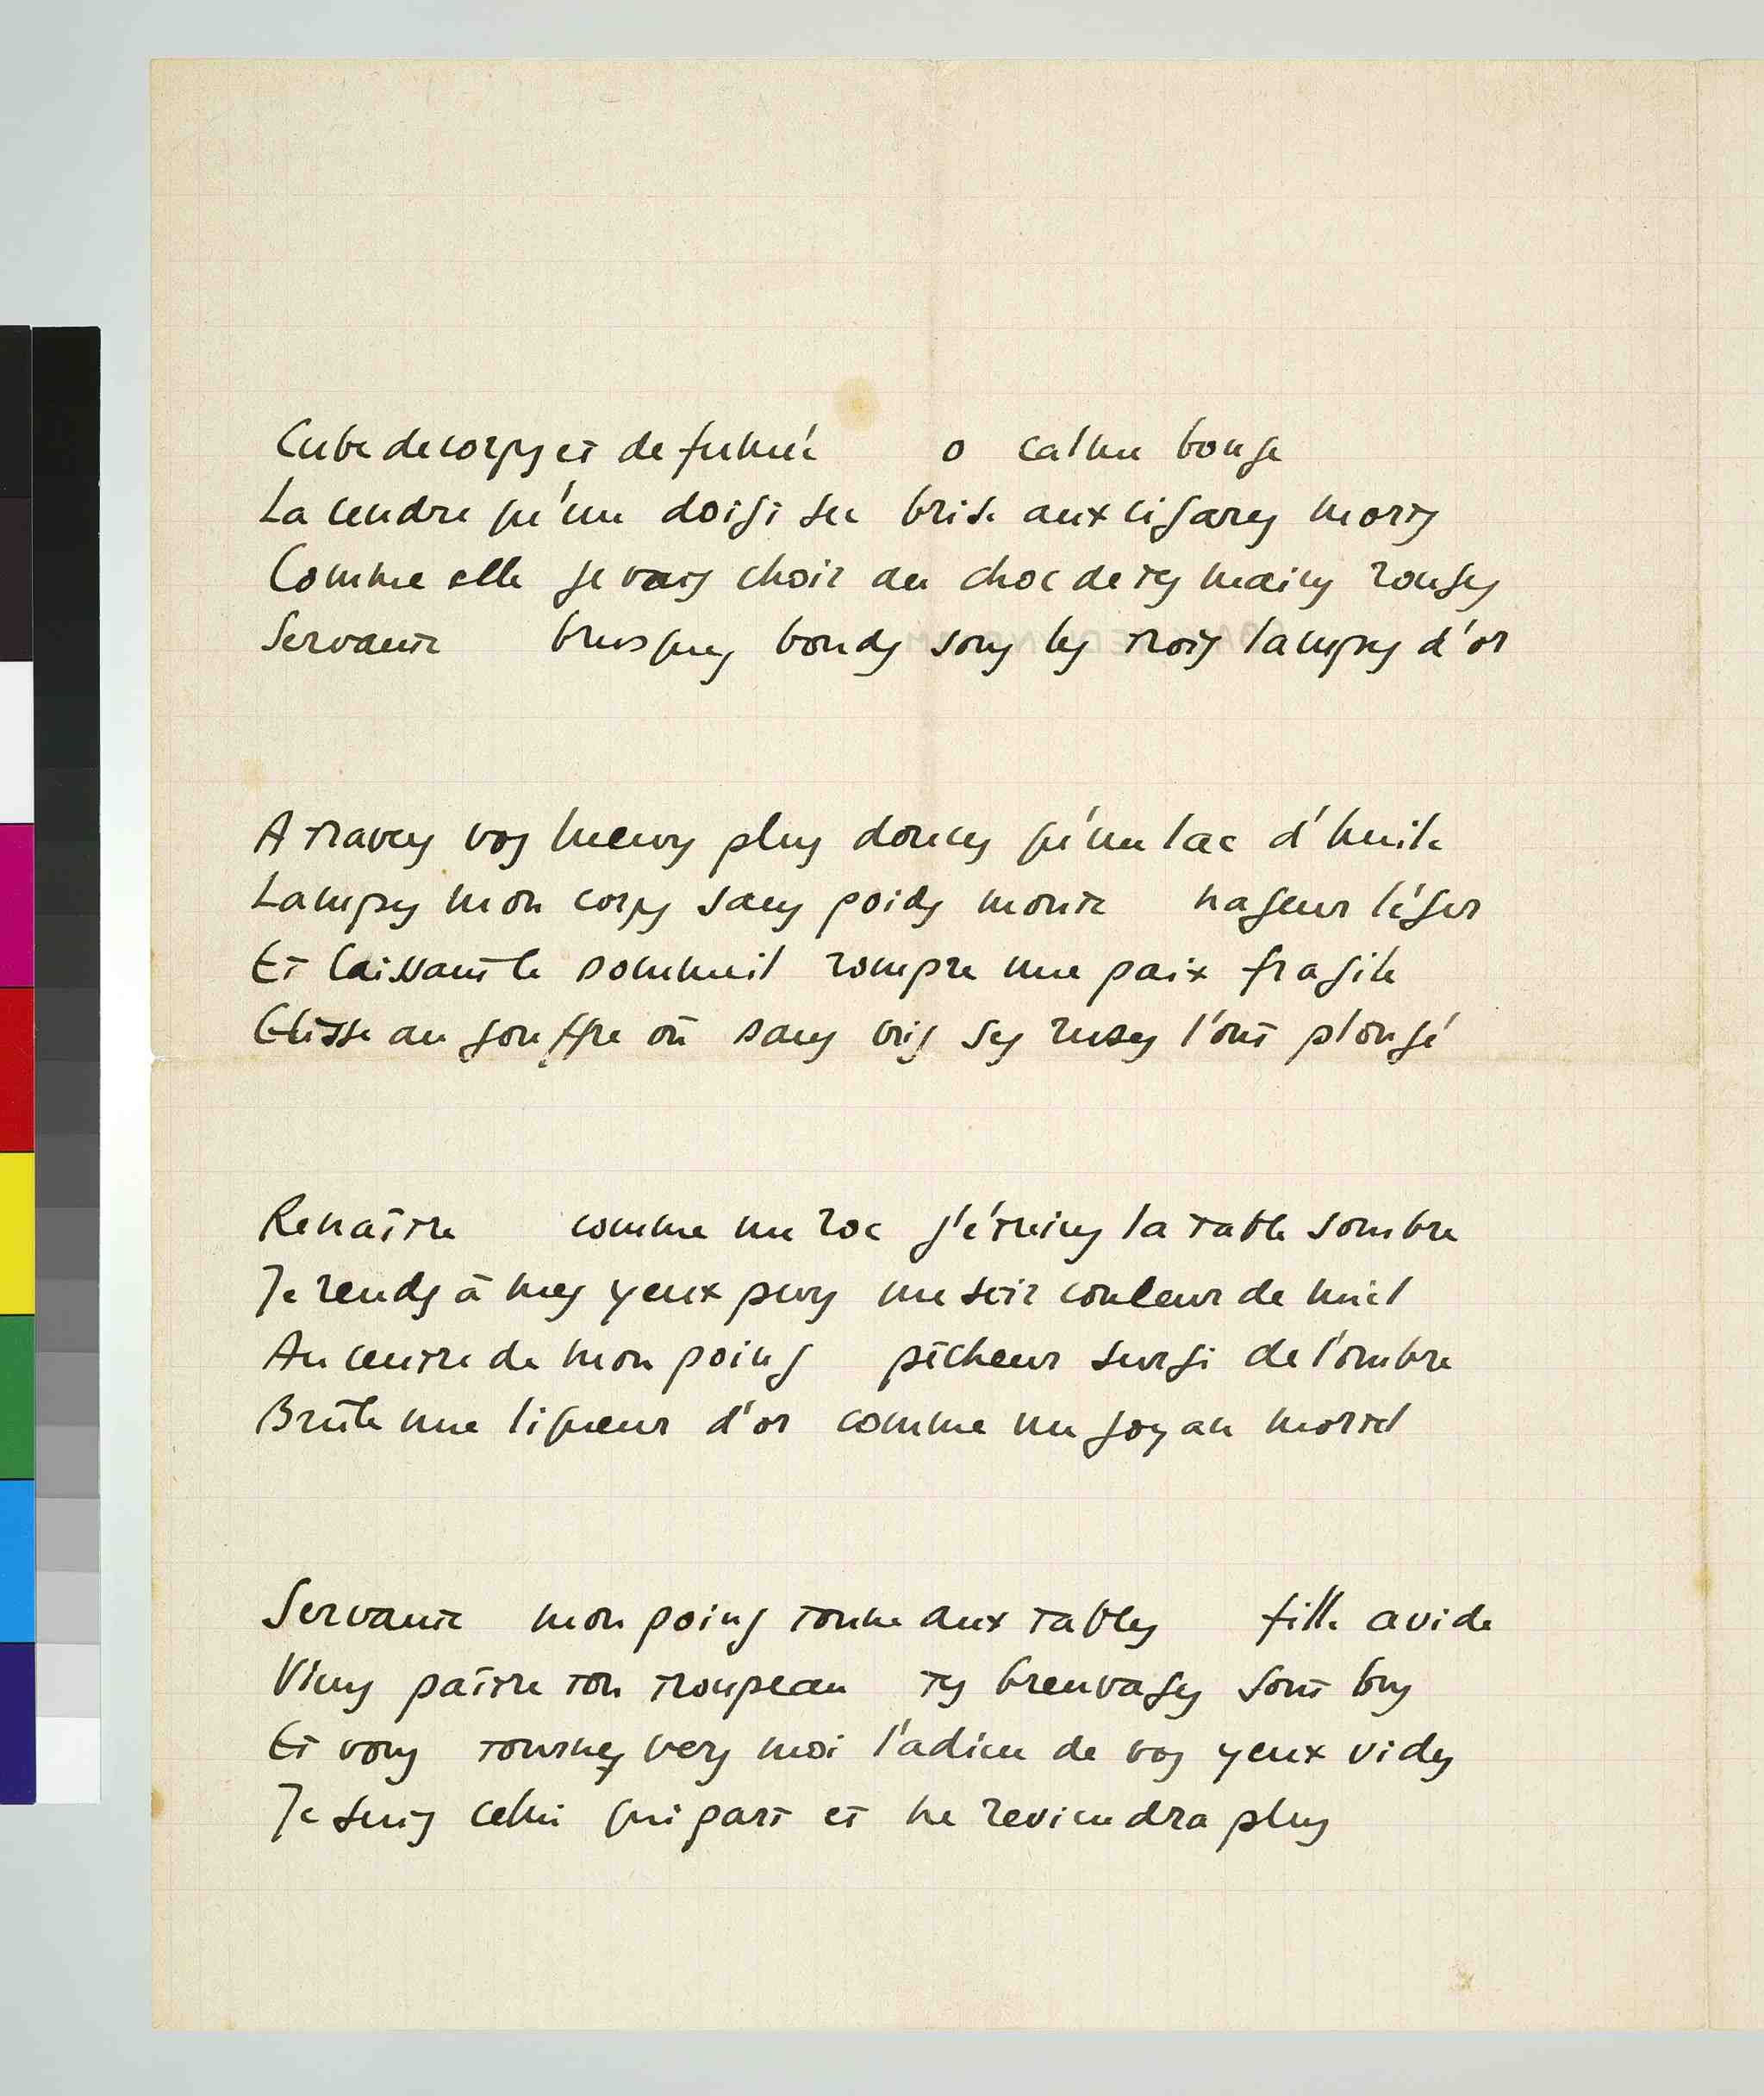 Cube de corps et de fumée o calme bouge
La cendre qu'un doigt sec brise aux cigares morts
Comme elle je vais choir au choc de tes mains rouges
Servante brusques bonds sous les trois lampes d'or
A travers vos lueurs plus douces qu'un lac d'huile
Lampes mon corps sans poids monte nageur léger
Et laissant le sommeil rompre une paix fragile
Glisse au gouffre où sans voix ses ruses l'ont plongé
Renaître comme un roc j'étreins la table sombre
Je rends à mes yeux purs un soir couleur de miel
Au centre de mon poing pêcheur surgi de l'ombre
Brûle une liqueur d'or comme un joyau mortel
Servante mon poing tonne aux tables fille avide
Viens paître ton troupeau tes breuvages sont bus
Et vous tournez vers moi l'adieu de vos yeux vides
Je suis celui qui part et ne reviendra plus